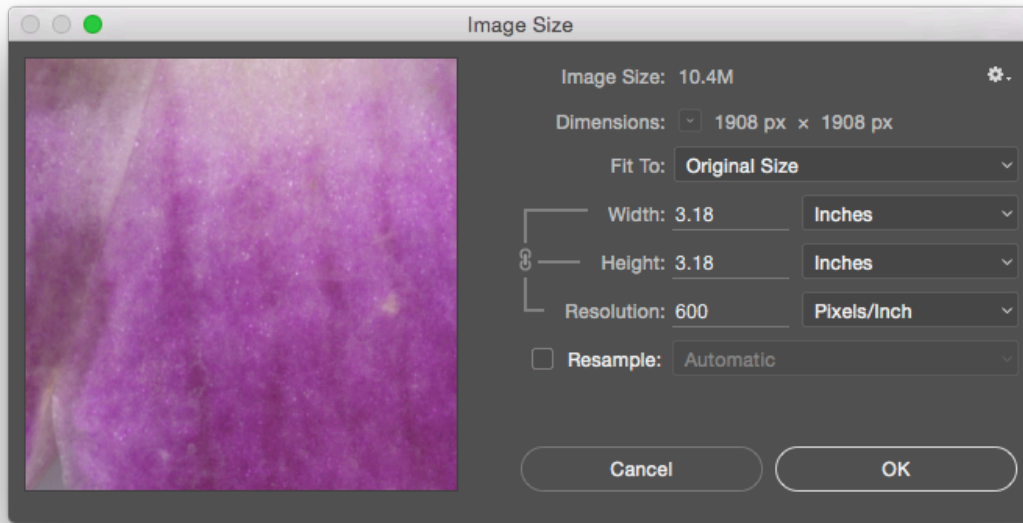 Image Size
Image Size: 10.4M
Dimensions: 1908 px × 1908 px
Fit To: Original Size
Width: 3.18 Inches
Height: 3.18 Inches
Resolution: 600 Pixels/Inch
Resample: Automatic
Cancel OK